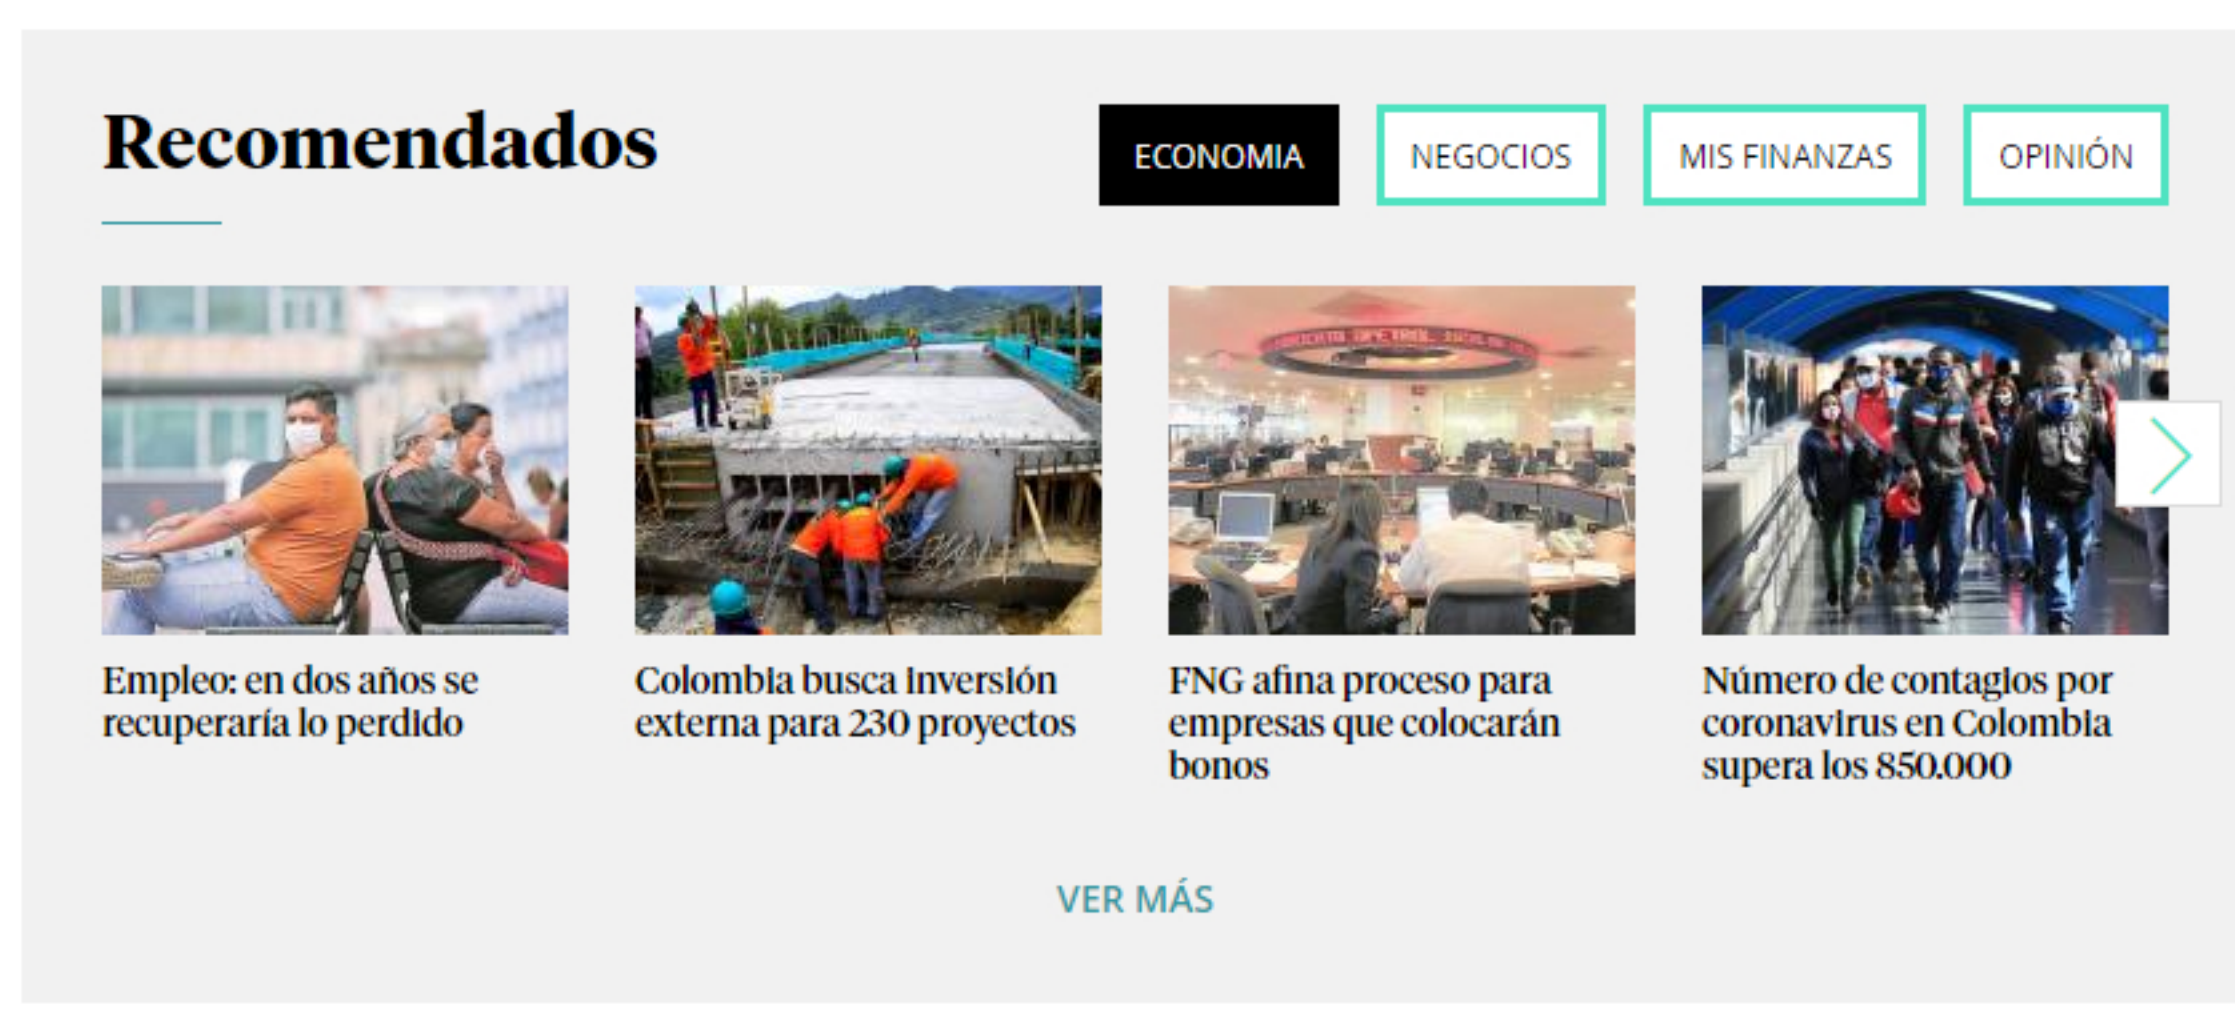 Recomendados
ECONOMIA
NEGOCIOS
MIS FINANZAS
OPINIÓN
Empleo: en dos años se
recuperaría lo perdido
Colombia busca inversión
externa para 230 proyectos
FNG afina proceso para
empresas que colocarán
bonos
Número de contagios por
coronavirus en Colombia
supera los 850.000
VER MÁS